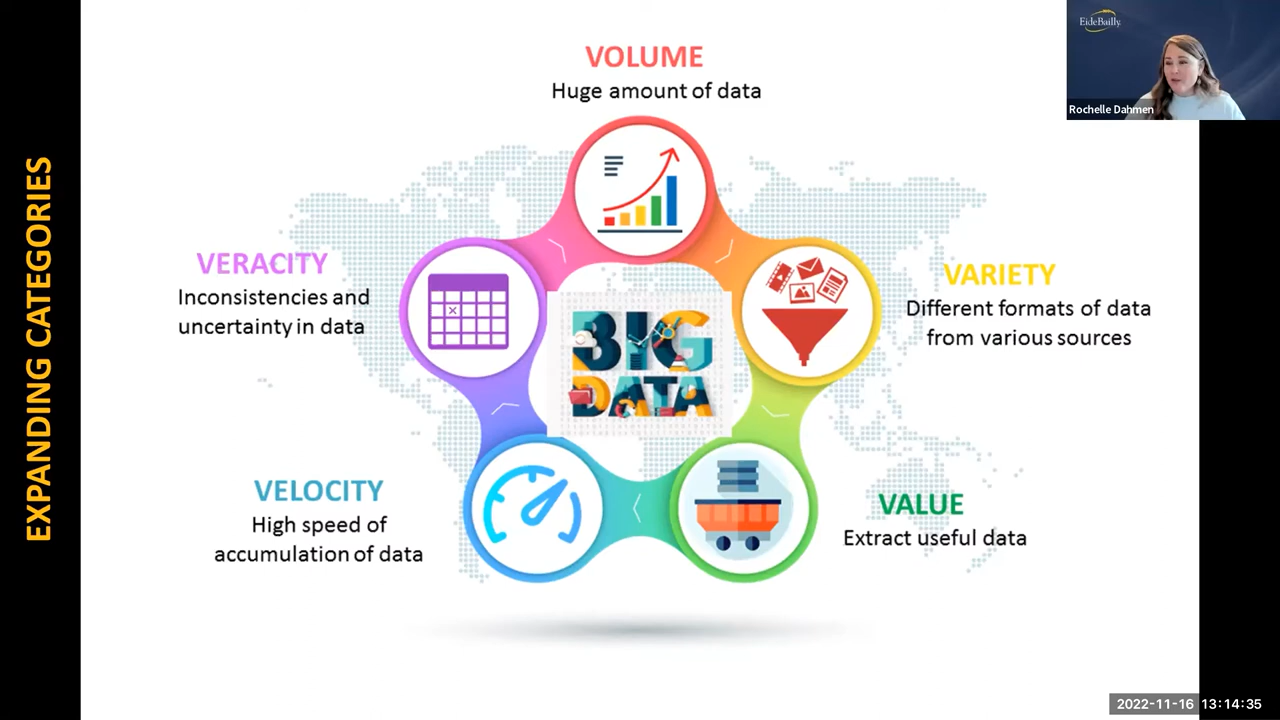 EXPANDING CATEGORIES
VOLUME
Huge amount of data
EideBailly
Rochelle Dahmen
VERACITY
Inconsistencies and
uncertainty in data
VARIETY
Different formats of data
from various sources
BIG
DATA
VELOCITY
High speed of
accumulation of data
VALUE
Extract useful data
2022-11-16 13:14:35